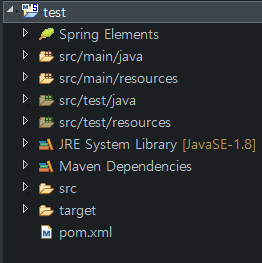 test
Spring Elements
src/main/java
src/main/resources
src/test/java
src/test/resources
JRE System Library [JavaSE-1.8]
Maven Dependencies
src
target
pom.xml